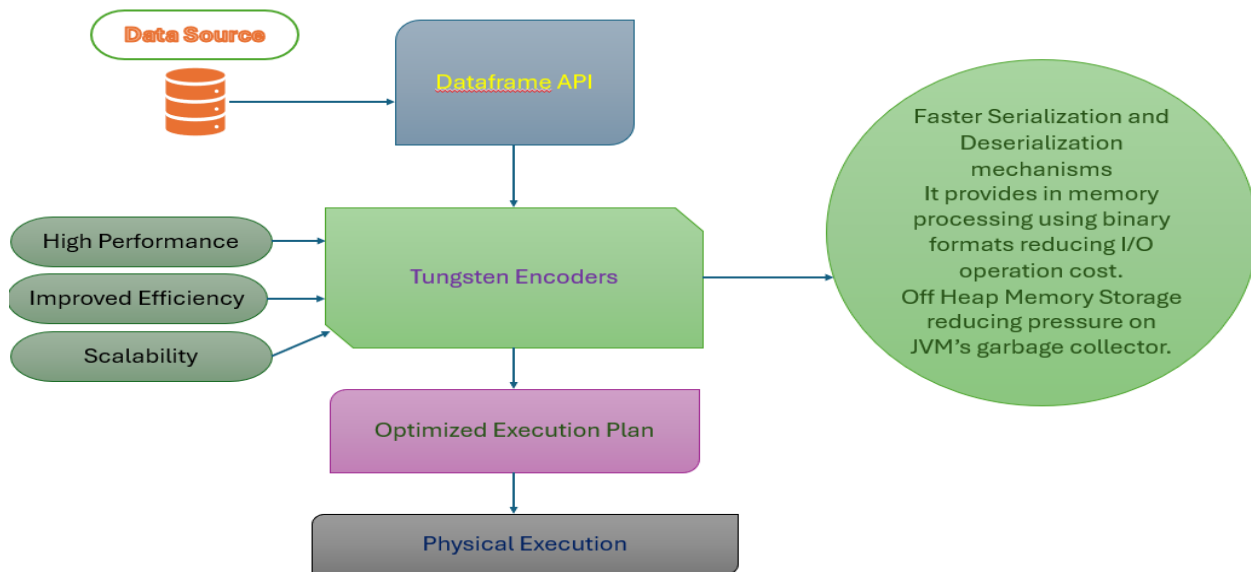 Data Source
Dataframe API
High Performance
Improved Efficiency
Scalability
Tungsten Encoders
Faster Serialization and
Deserialization
mechanisms
It provides in memory
processing using binary
formats reducing I/O
operation cost.
Off Heap Memory Storage
reducing pressure on
JVM's garbage collector.
Optimized Execution Plan
Physical Execution